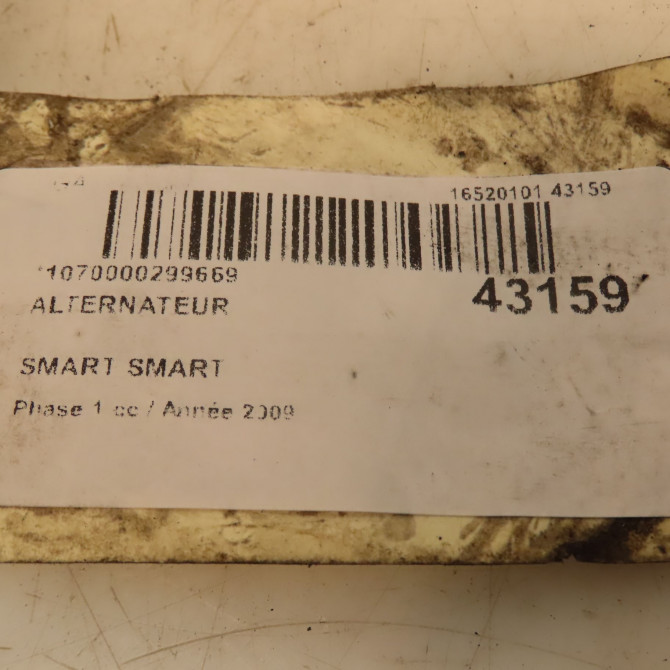 16520101 43159
*1070000299669
43159
ALTERNATEUR
SMART SMART
Phase 1 cc / Année 2009